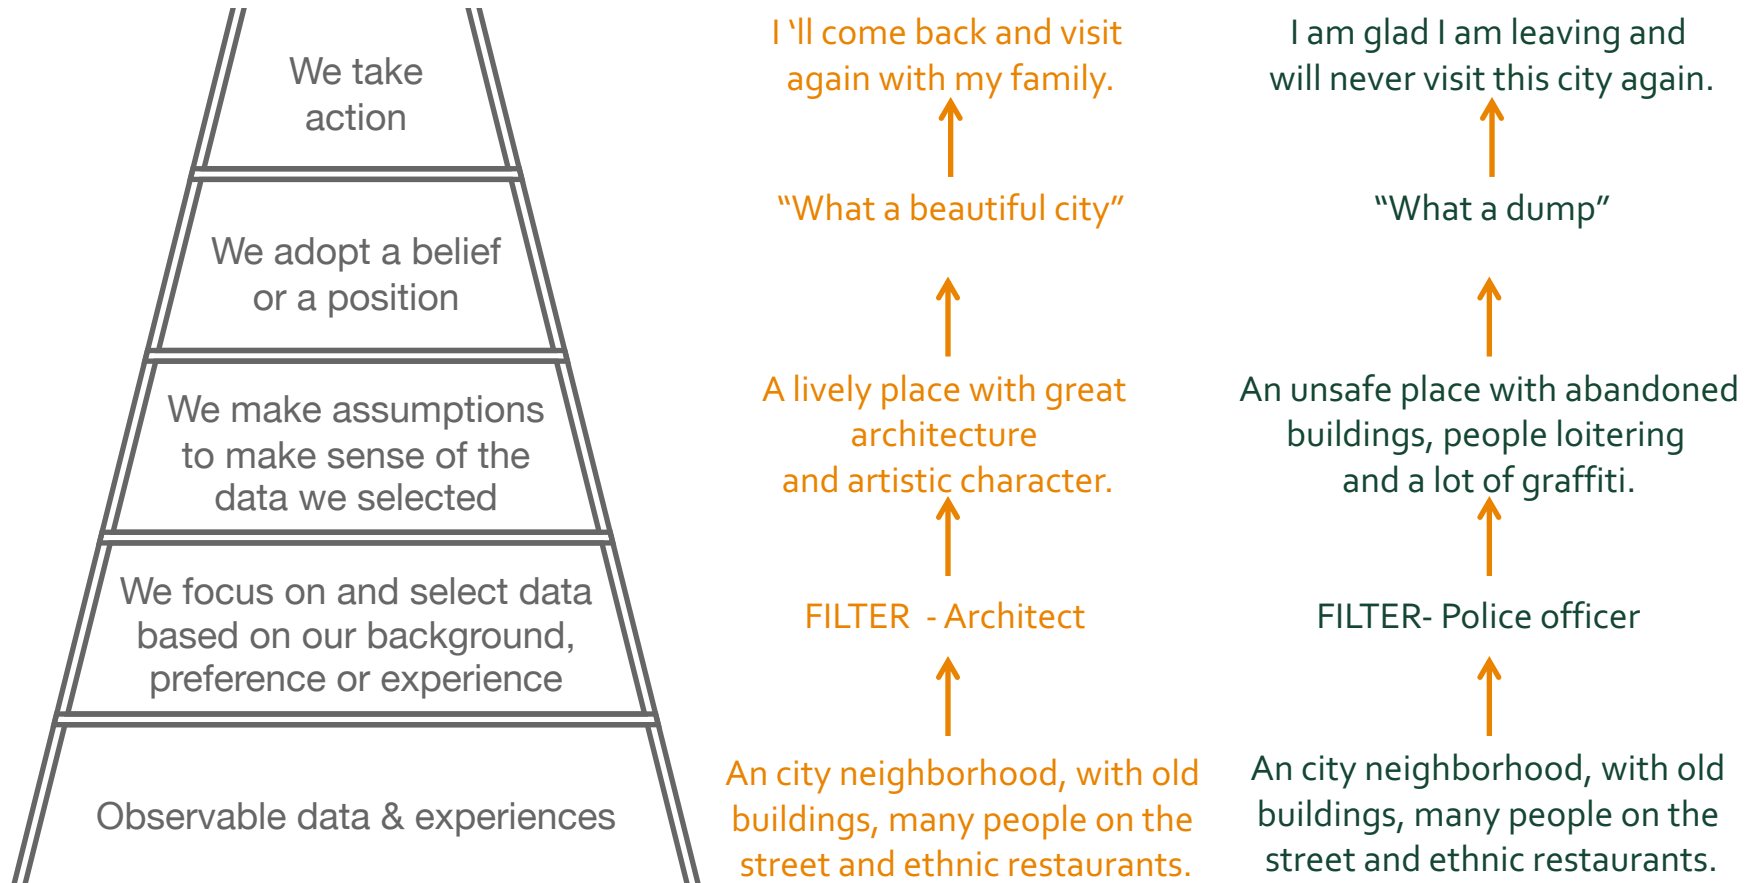 We take
action
We adopt a belief
or a position
We make assumptions
to make sense of the
data we selected
We focus on and select data
based on our background,
preference or experience
Observable data & experiences
I ‘ll come back and visit
again with my family.
“What a beautiful city”
A lively place with great
architecture
and artistic character.
FILTER - Architect
An city neighborhood, with old
buildings, many people on the
street and ethnic restaurants.
I am glad I am leaving and
will never visit this city again.
“What a dump”
An unsafe place with abandoned
buildings, people loitering
and a lot of graffiti.
FILTER- Police officer
An city neighborhood, with old
buildings, many people on the
street and ethnic restaurants.